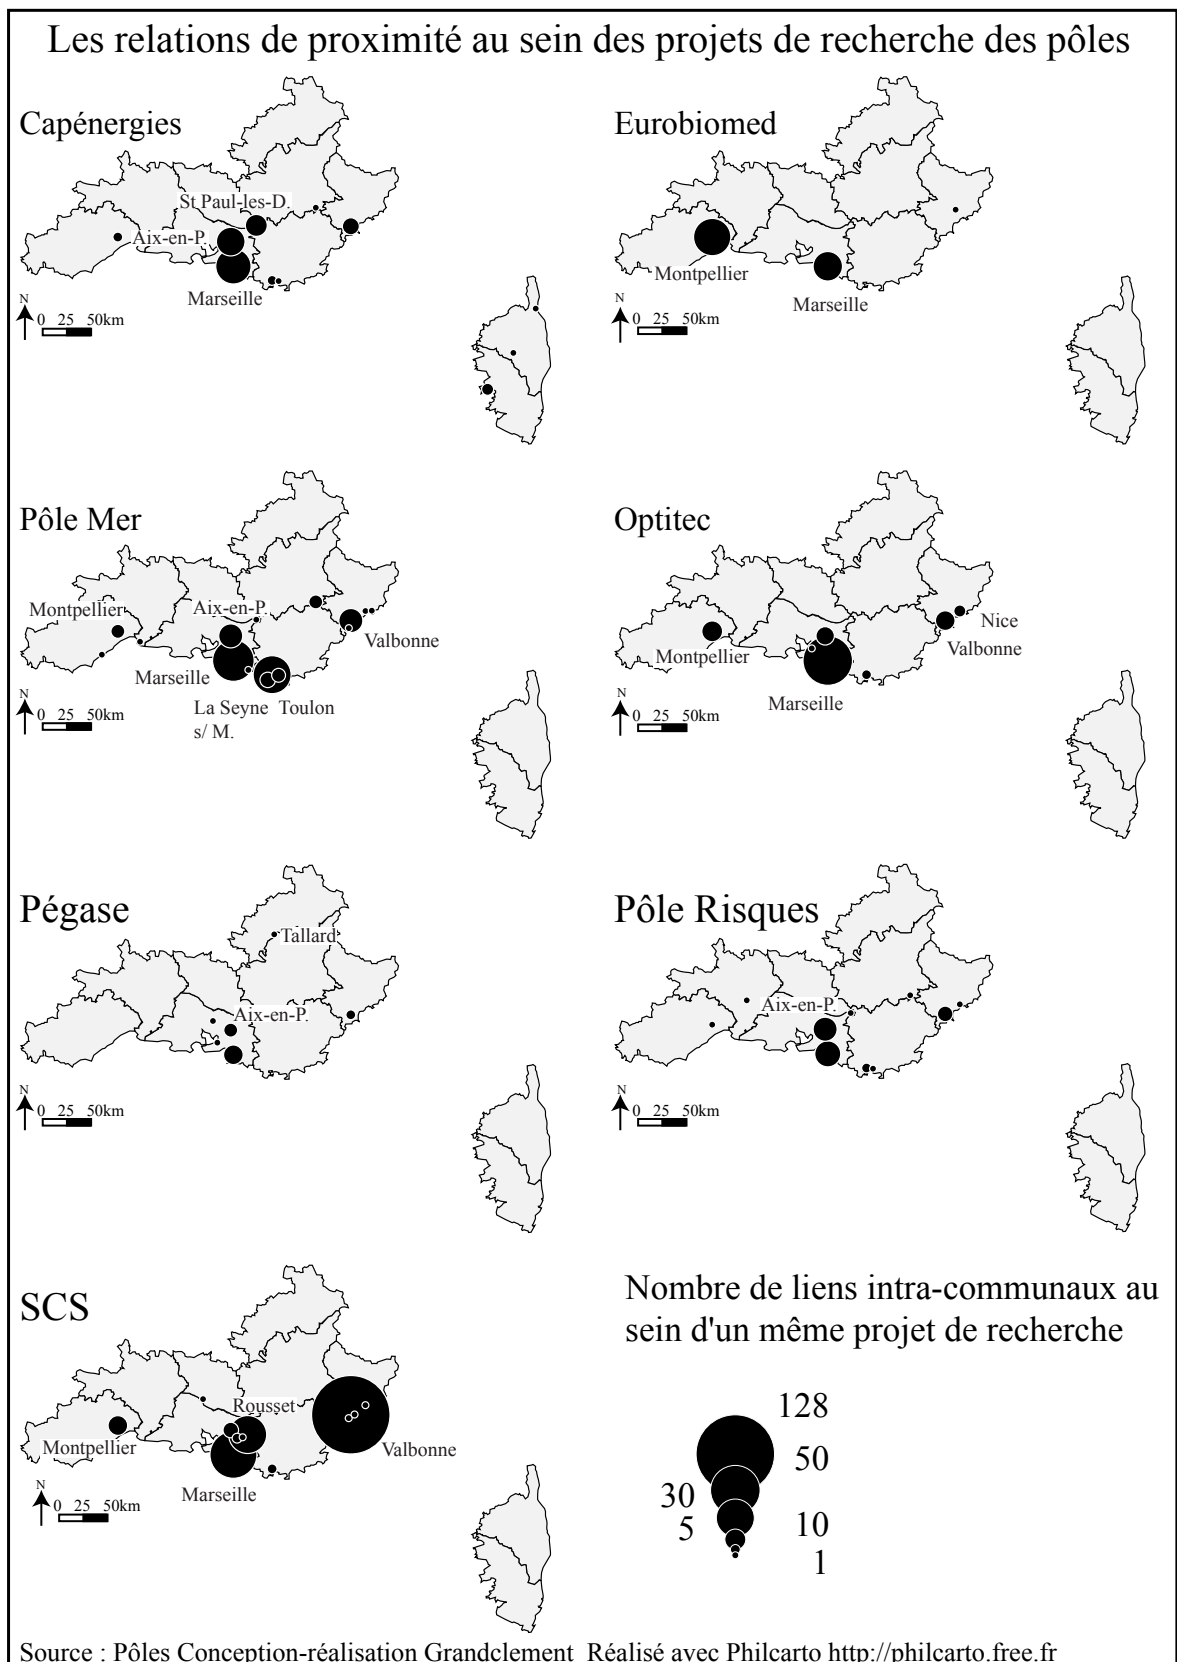 Les relations de proximité au sein des projets de recherche des pôles
Capénergies
St Paul-les-D.
Aix-en-P.
Marseille
N
0 25 50km
Eurobiomed
Montpellier
Marseille
N
0 25 50km
Pôle Mer
Montpellier
Aix-en-P.
Valbonne
Marseille
La Seyne
s/ M.
Toulon
N
0 25 50km
Optitec
Nice
Valbonne
Montpellier
Marseille
N
0 25 50km
Pégase
Tallard
Aix-en-P.
N
0 25 50km
Pôle Risques
Aix-en-P.
N
0 25 50km
SCS
Rousset
Montpellier
Valbonne
Marseille
N
0 25 50km
Nombre de liens intra-communaux au
sein d'un même projet de recherche
128
50
30
5
10
1
Source : Pôles Conception-réalisation Grandclement Réalisé avec Philcarto http://philcarto.free.fr